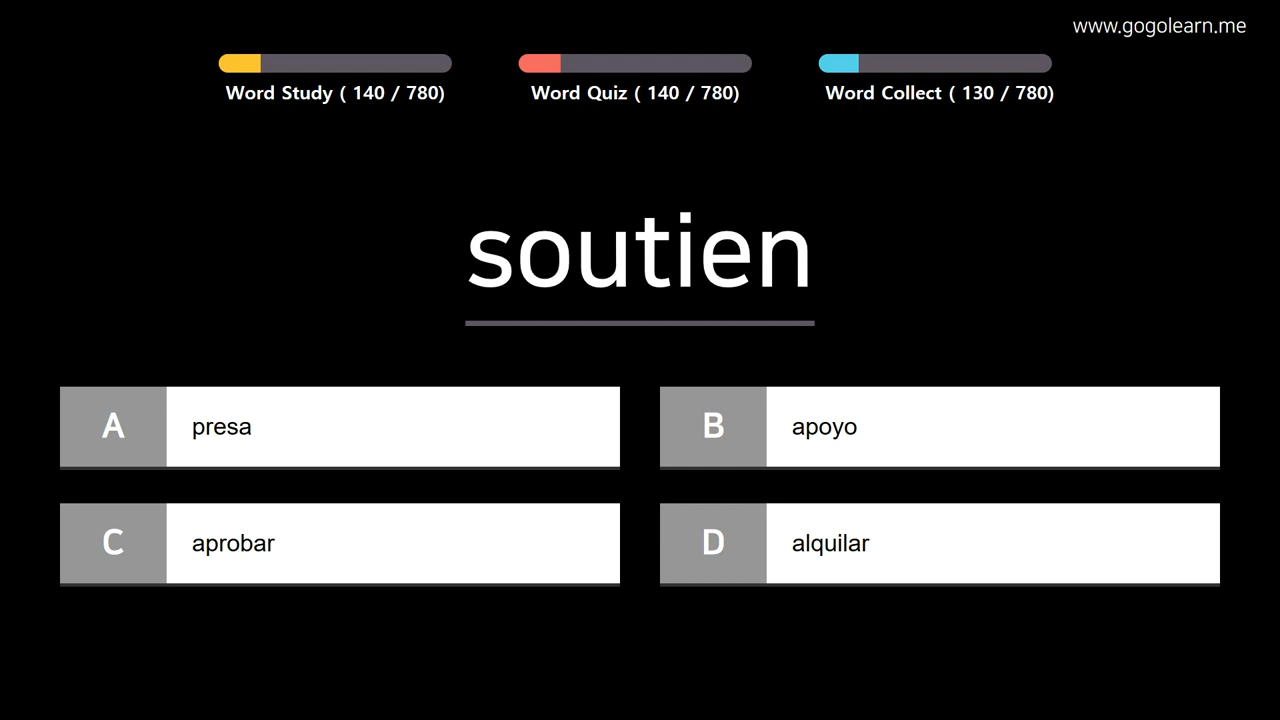 www.gogolearn.me
Word Study ( 140 / 780)
Word Quiz ( 140 / 780)
Word Collect ( 130 / 780)
soutien
A presa
B apoyo
C aprobar
D alquilar